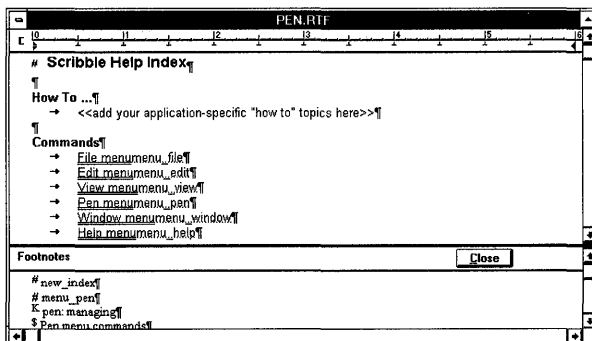 PEN.RTF
0 1 2 3 4 5 6
# Scribble Help Index¶
¶
How To ...¶
→ <<add your application-specific "how to" topics here>>¶
¶
Commands¶
→ File menumenu_file¶
→ Edit menumenu_edit¶
→ View menumenu_view¶
→ Pen menumenu_pen¶
→ Window menumenu_window¶
→ Help menumenu_help¶
Footnotes Close
# new_index¶
# menu_pen¶
K pen: managing¶
$ Pen menu commands¶